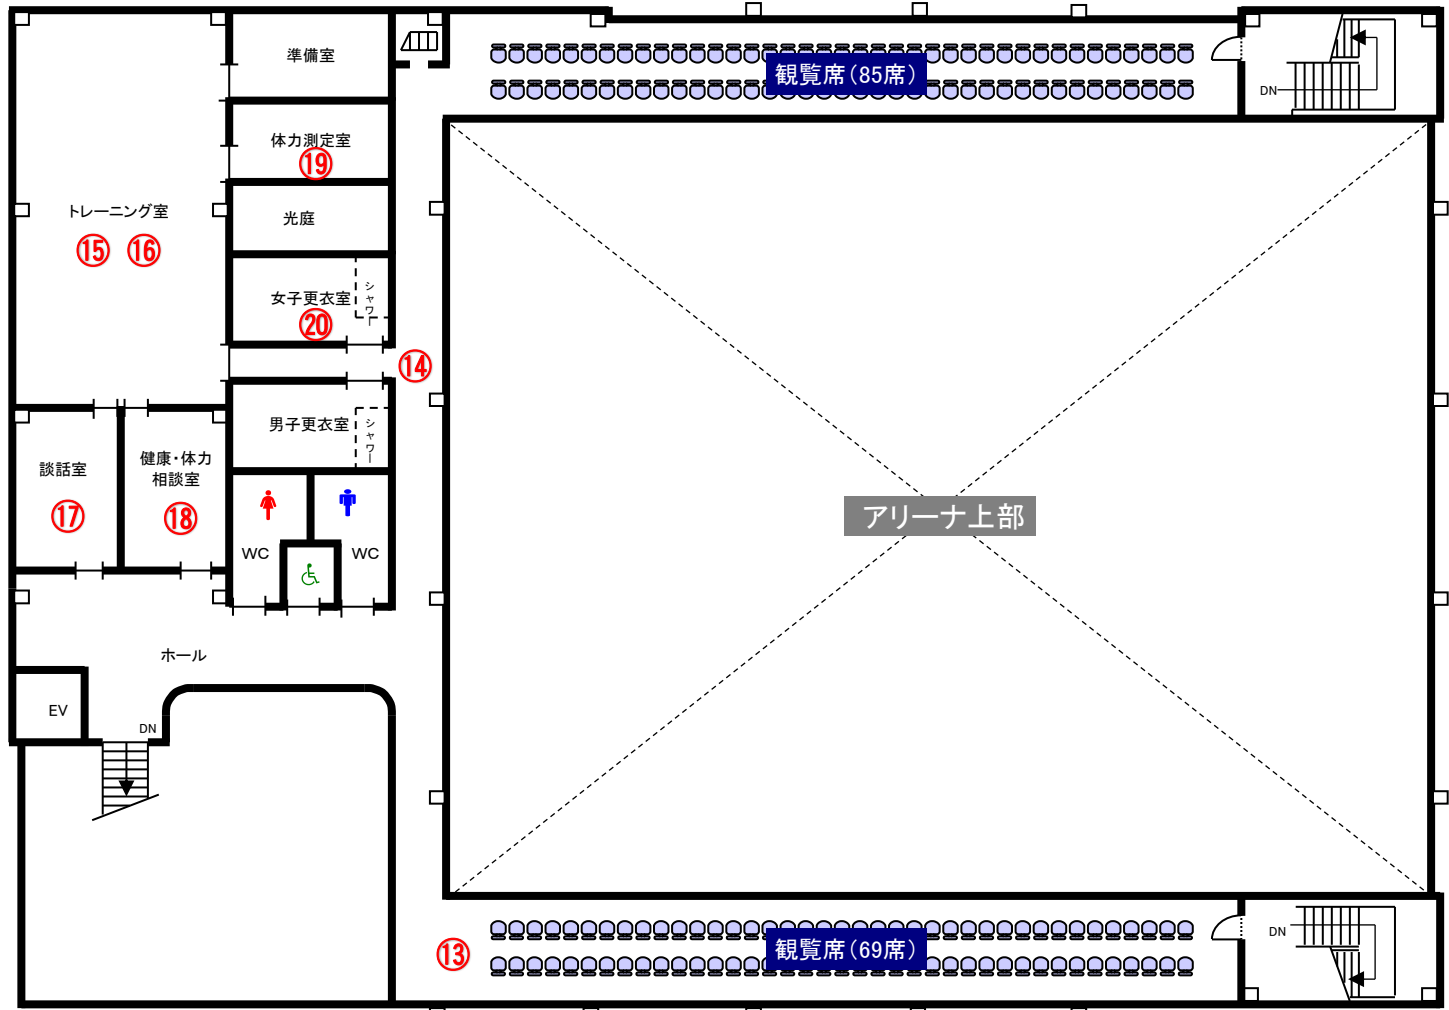 準備室
観覧席(85席)
DN
体力測定室
⑲
トレーニング室
⑮ ⑯
光庭
女子更衣室
シャワー
⑳
⑭
男子更衣室
シャワー
談話室
⑰
健康・体力
相談室
⑱
WC
WC
アリーナ上部
ホール
EV
DN
⑬
観覧席(69席)
DN